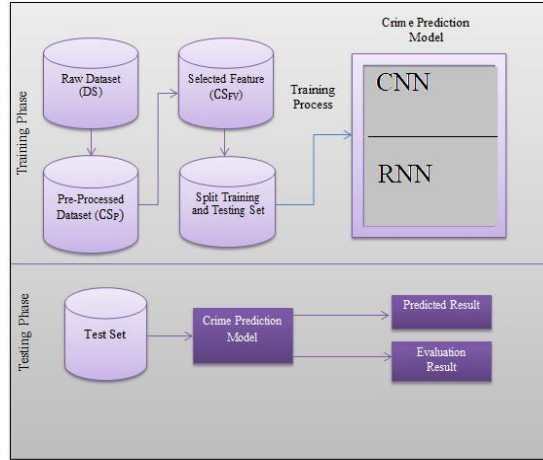 Crime Prediction
Model
Training Phase
Raw Dataset
(DS)
Selected Feature
(CSFV)
Training
Process
CNN
RNN
Pre-Processed
Dataset (CSP)
Split Training
and Testing Set
Testing Phase
Test Set
Crime Prediction
Model
Predicted Result
Evaluation
Result